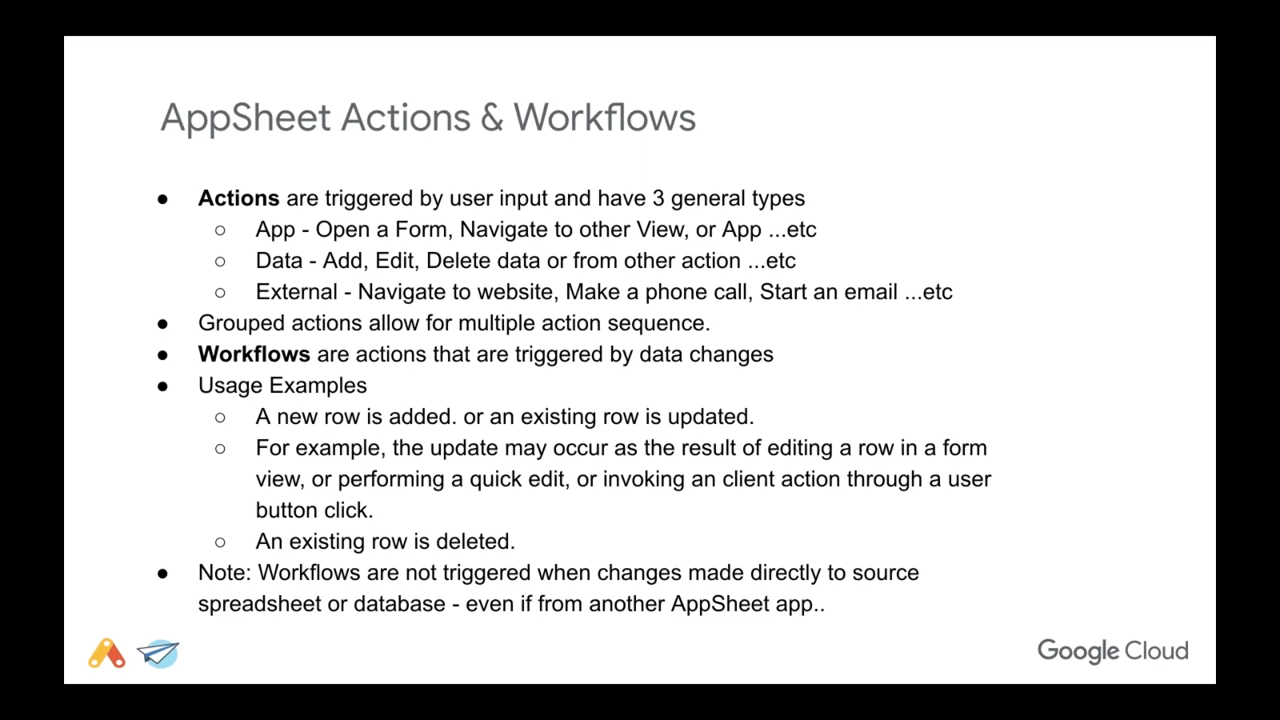 AppSheet Actions & Workflows
● Actions are triggered by user input and have 3 general types
○ App - Open a Form, Navigate to other View, or App ...etc
○ Data - Add, Edit, Delete data or from other action ...etc
○ External - Navigate to website, Make a phone call, Start an email ...etc
● Grouped actions allow for multiple action sequence.
● Workflows are actions that are triggered by data changes
● Usage Examples
○ A new row is added. or an existing row is updated.
○ For example, the update may occur as the result of editing a row in a form
view, or performing a quick edit, or invoking an client action through a user
button click.
○ An existing row is deleted.
● Note: Workflows are not triggered when changes made directly to source
spreadsheet or database - even if from another AppSheet app..
Google Cloud